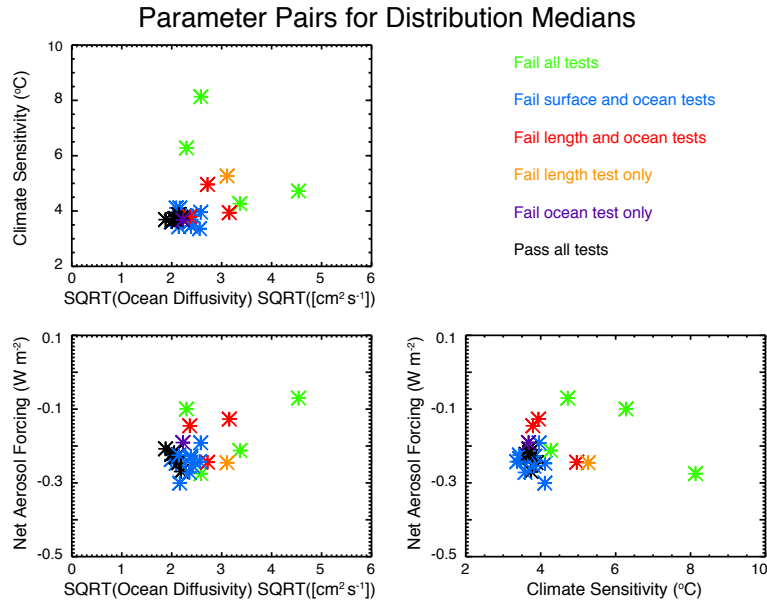 Parameter Pairs for Distribution Medians
10
8
6
4
2
Climate Sensitivity (ºC)
0 1 2 3 4 5 6
SQRT(Ocean Diffusivity) SQRT([cm² s⁻¹])
Fail all tests
Fail surface and ocean tests
Fail length and ocean tests
Fail length test only
Fail ocean test only
Pass all tests
0.1
-0.1
-0.3
-0.5
Net Aerosol Forcing (W m⁻²)
0 1 2 3 4 5 6
SQRT(Ocean Diffusivity) SQRT([cm² s⁻¹])
0.1
-0.1
-0.3
-0.5
Net Aerosol Forcing (W m⁻²)
2 4 6 8 10
Climate Sensitivity (ºC)